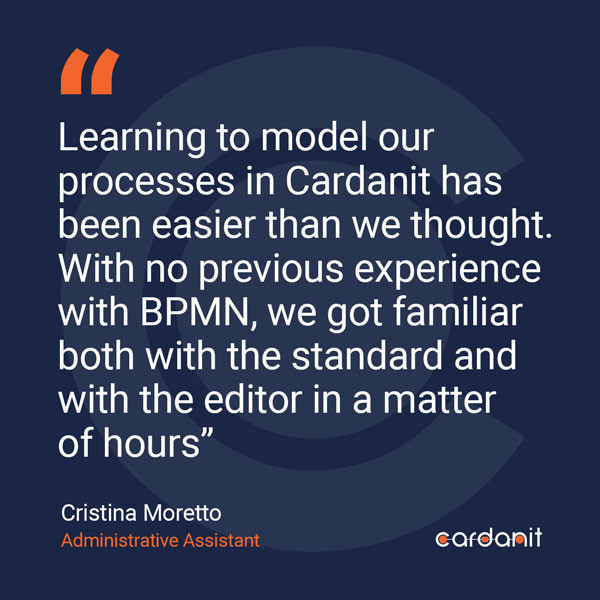 “
Learning to model our
processes in Cardanit has
been easier than we thought.
With no previous experience
with BPMN, we got familiar
both with the standard and
with the editor in a matter
of hours”
Cristina Moretto
Administrative Assistant
cardanit